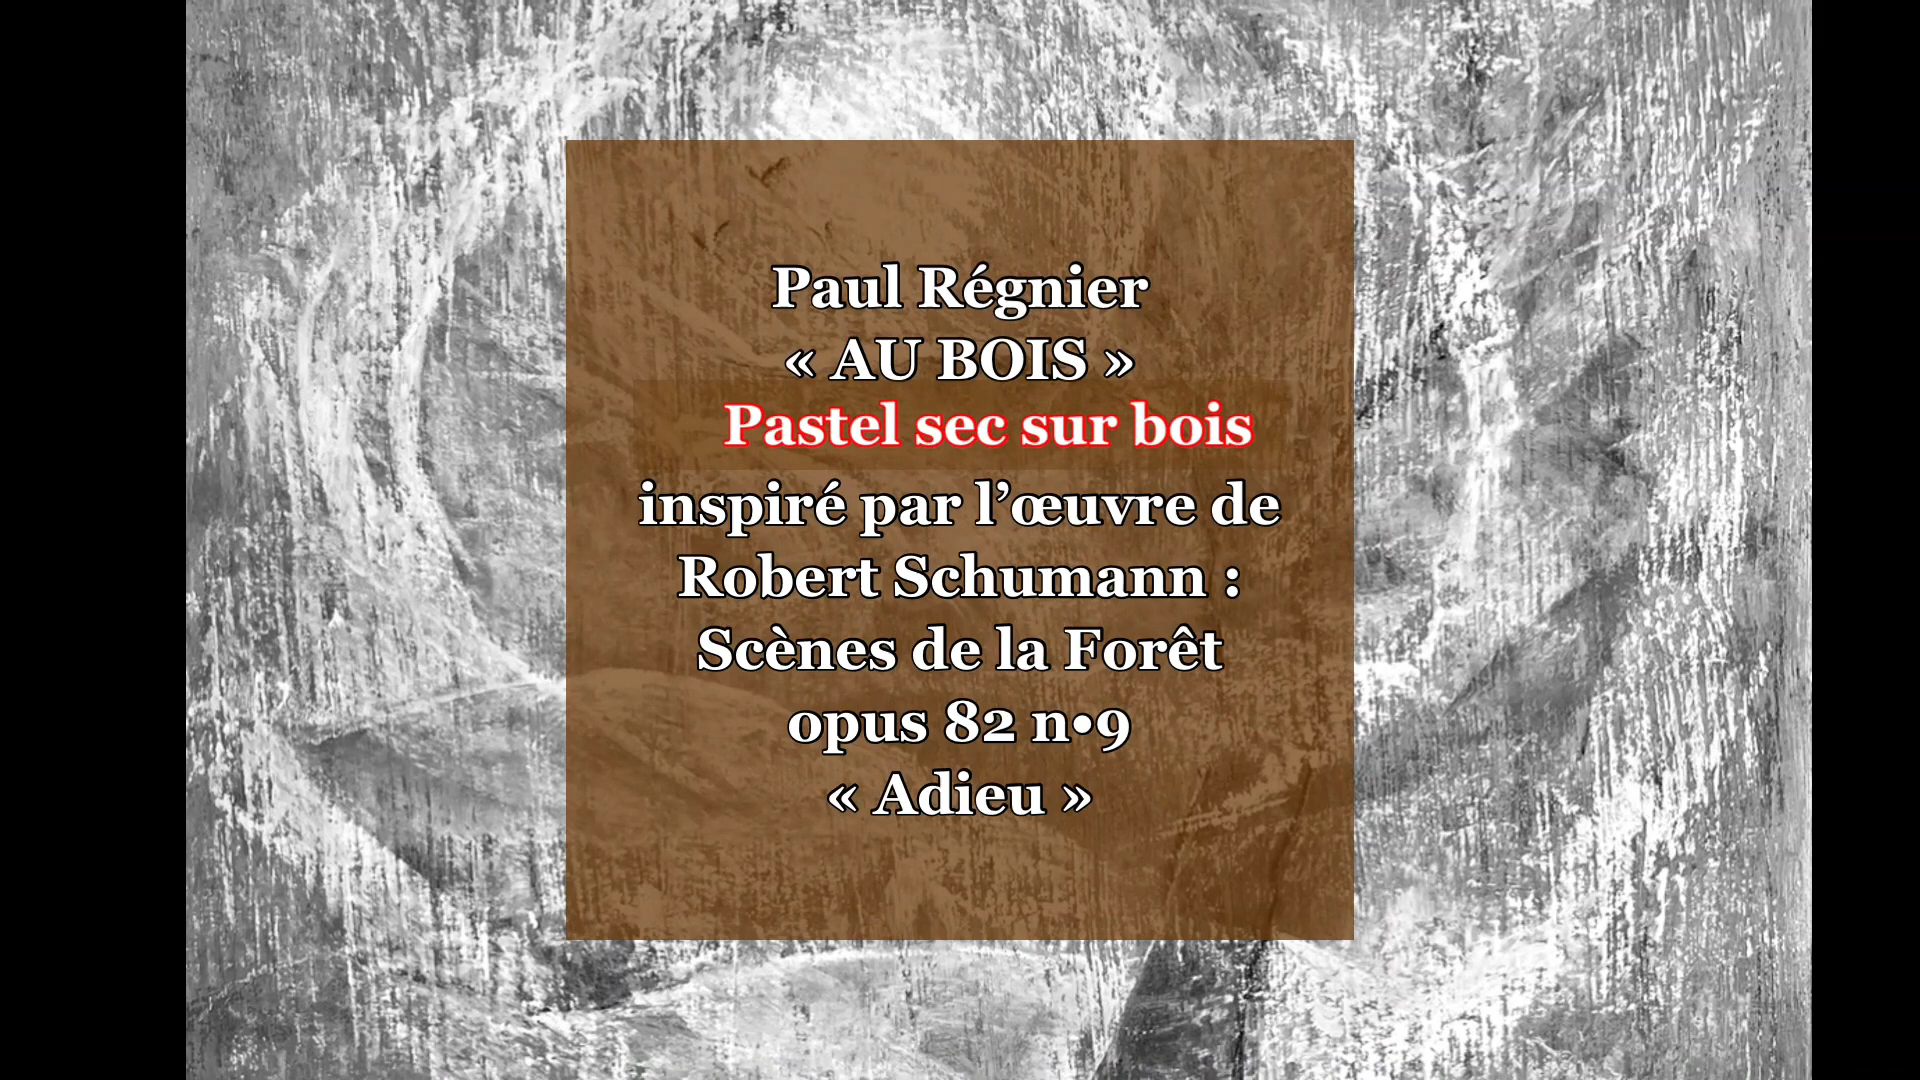 Paul Régnier
« AU BOIS »
Pastel sec sur bois
inspiré par l’œuvre de
Robert Schumann :
Scènes de la Forêt
opus 82 n•9
« Adieu »